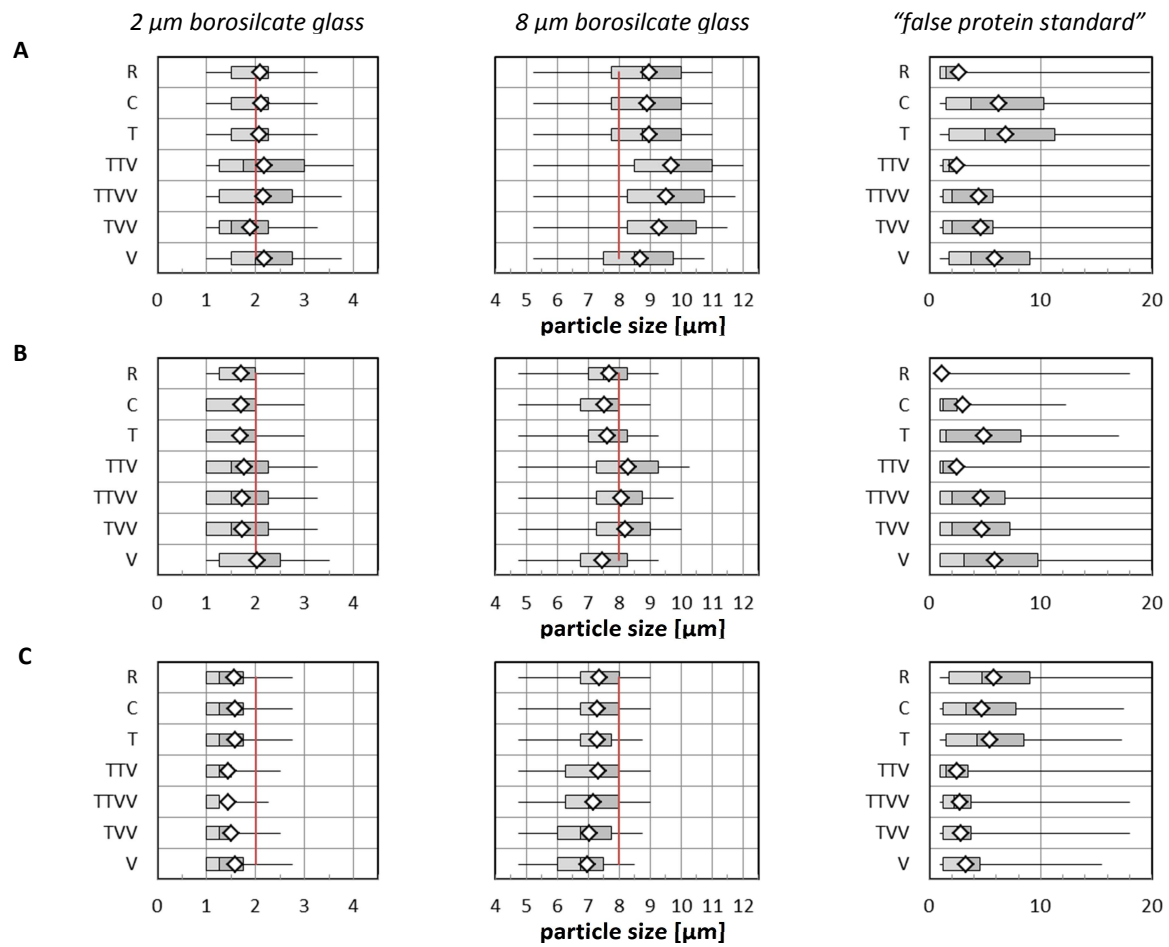 2 µm borosilcate glass 8 µm borosilcate glass “false protein standard”
A
R
C
T
TTV
TTVV
TVV
V
0 1 2 3 4 4 5 6 7 8 9 10 11 12 0 10 20
particle size [µm]
B
R
C
T
TTV
TTVV
TVV
V
0 1 2 3 4 4 5 6 7 8 9 10 11 12 0 10 20
particle size [µm]
C
R
C
T
TTV
TTVV
TVV
V
0 1 2 3 4 4 5 6 7 8 9 10 11 12 0 10 20
particle size [µm]